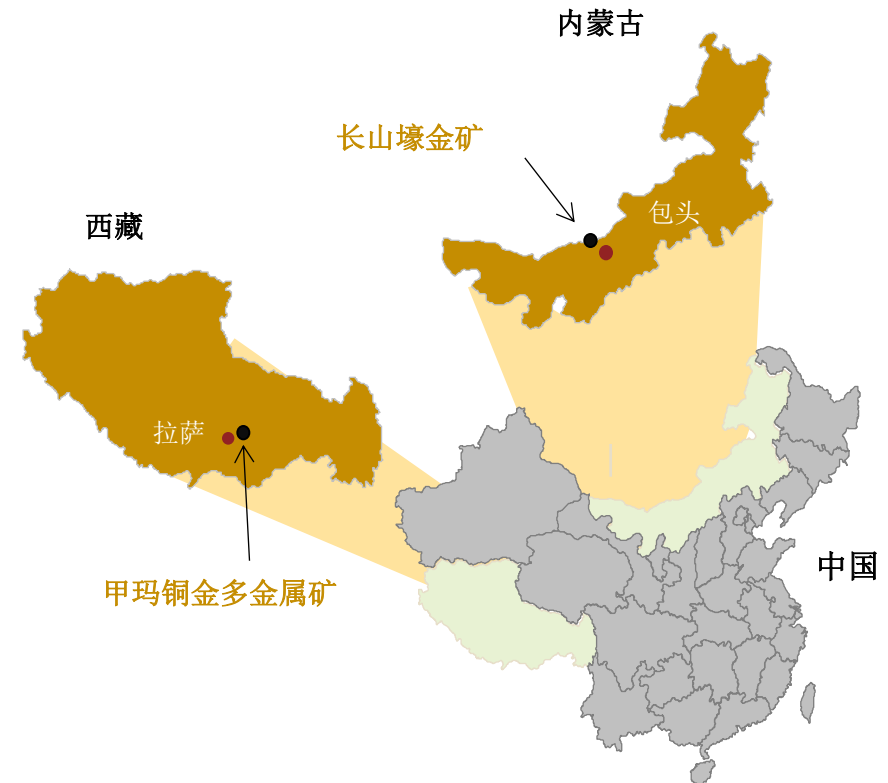 内蒙古
长山壕金矿
包头
西藏
拉萨
甲玛铜金多金属矿
中国